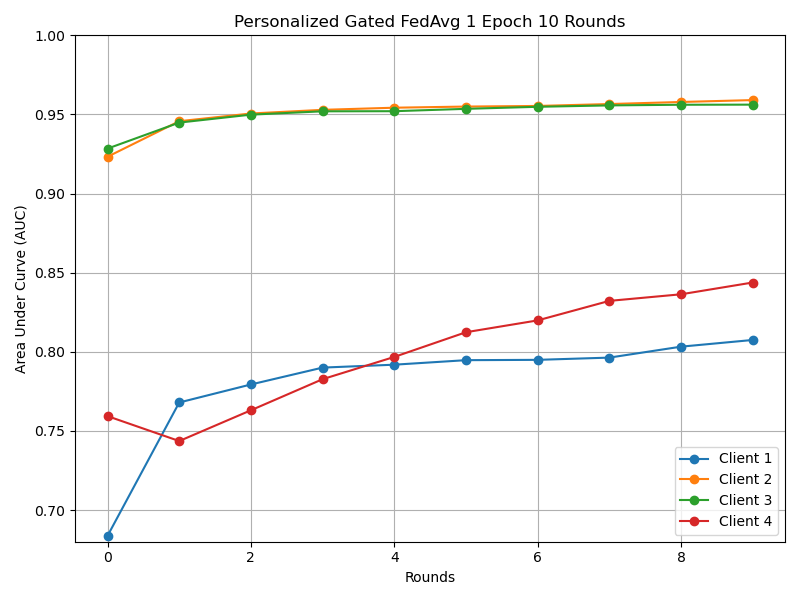 Personalized Gated FedAvg 1 Epoch 10 Rounds
Area Under Curve (AUC)
1.00
0.95
0.90
0.85
0.80
0.75
0.70
0 2 4 6 8
Rounds
Client 1
Client 2
Client 3
Client 4